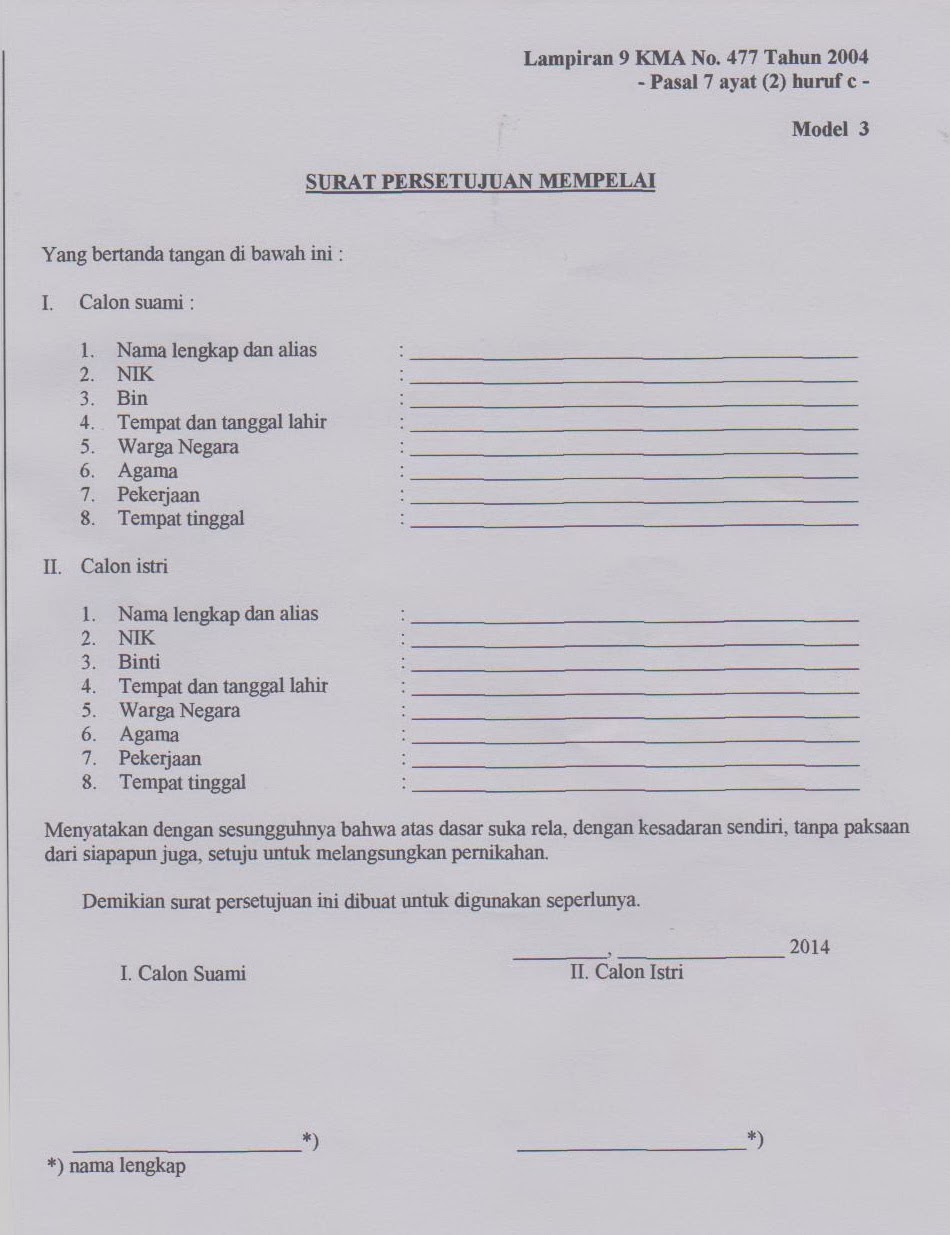 Lampiran 9 KMA No. 477 Tahun 2004
- Pasal 7 ayat (2) huruf c -
Model 3
SURAT PERSETUJUAN MEMPELAI
Yang bertanda tangan di bawah ini :
I. Calon suami :
1. Nama lengkap dan alias : ____________________
2. NIK : ____________________
3. Bin : ____________________
4. Tempat dan tanggal lahir : ____________________
5. Warga Negara : ____________________
6. Agama : ____________________
7. Pekerjaan : ____________________
8. Tempat tinggal : ____________________
II. Calon istri
1. Nama lengkap dan alias : ____________________
2. NIK : ____________________
3. Binti : ____________________
4. Tempat dan tanggal lahir : ____________________
5. Warga Negara : ____________________
6. Agama : ____________________
7. Pekerjaan : ____________________
8. Tempat tinggal : ____________________
Menyatakan dengan sesungguhnya bahwa atas dasar suka rela, dengan kesadaran sendiri, tanpa paksaan
dari siapapun juga, setuju untuk melangsungkan pernikahan.
Demikian surat persetujuan ini dibuat untuk digunakan seperlunya.
_________, ________________ 2014
I. Calon Suami II. Calon Istri
____________________*) ____________________*)
*) nama lengkap